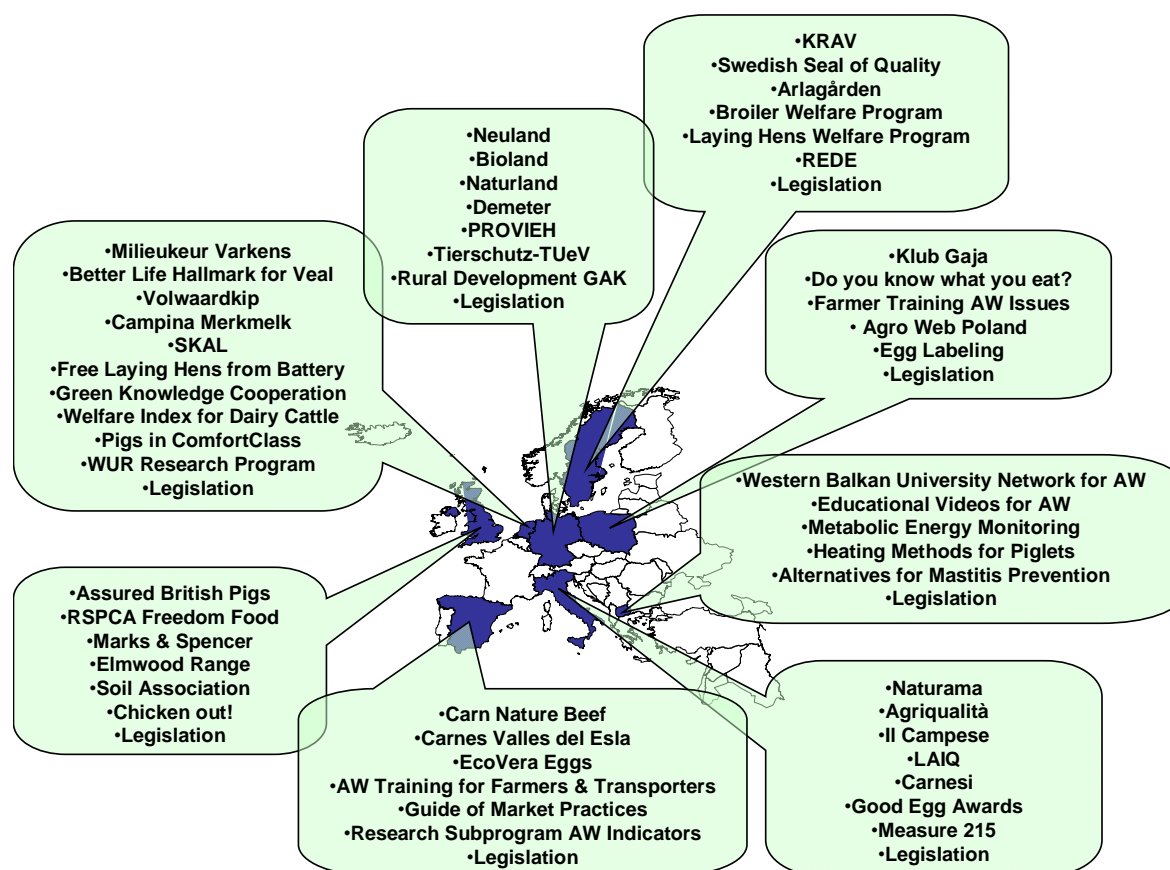 •KRAV
•Swedish Seal of Quality
•Arlagården
•Broiler Welfare Program
•Laying Hens Welfare Program
•REDE
•Legislation
•Neuland
•Bioland
•Naturland
•Demeter
•PROVIEH
•Tierschutz-TUeV
•Rural Development GAK
•Legislation
•Milieukeur Varkens
•Better Life Hallmark for Veal
•Volwaardkip
•Campina Merkmelk
•SKAL
•Free Laying Hens from Battery
•Green Knowledge Cooperation
•Welfare Index for Dairy Cattle
•Pigs in ComfortClass
•WUR Research Program
•Legislation
•Klub Gaja
•Do you know what you eat?
•Farmer Training AW Issues
• Agro Web Poland
•Egg Labeling
•Legislation
•Western Balkan University Network for AW
•Educational Videos for AW
•Metabolic Energy Monitoring
•Heating Methods for Piglets
•Alternatives for Mastitis Prevention
•Legislation
•Assured British Pigs
•RSPCA Freedom Food
•Marks & Spencer
•Elmwood Range
•Soil Association
•Chicken out!
•Legislation
•Carn Nature Beef
•Carnes Valles del Esla
•EcoVera Eggs
•AW Training for Farmers & Transporters
•Guide of Market Practices
•Research Subprogram AW Indicators
•Legislation
•Naturama
•Agriqualità
•Il Campese
•LAIQ
•Carnesi
•Good Egg Awards
•Measure 215
•Legislation